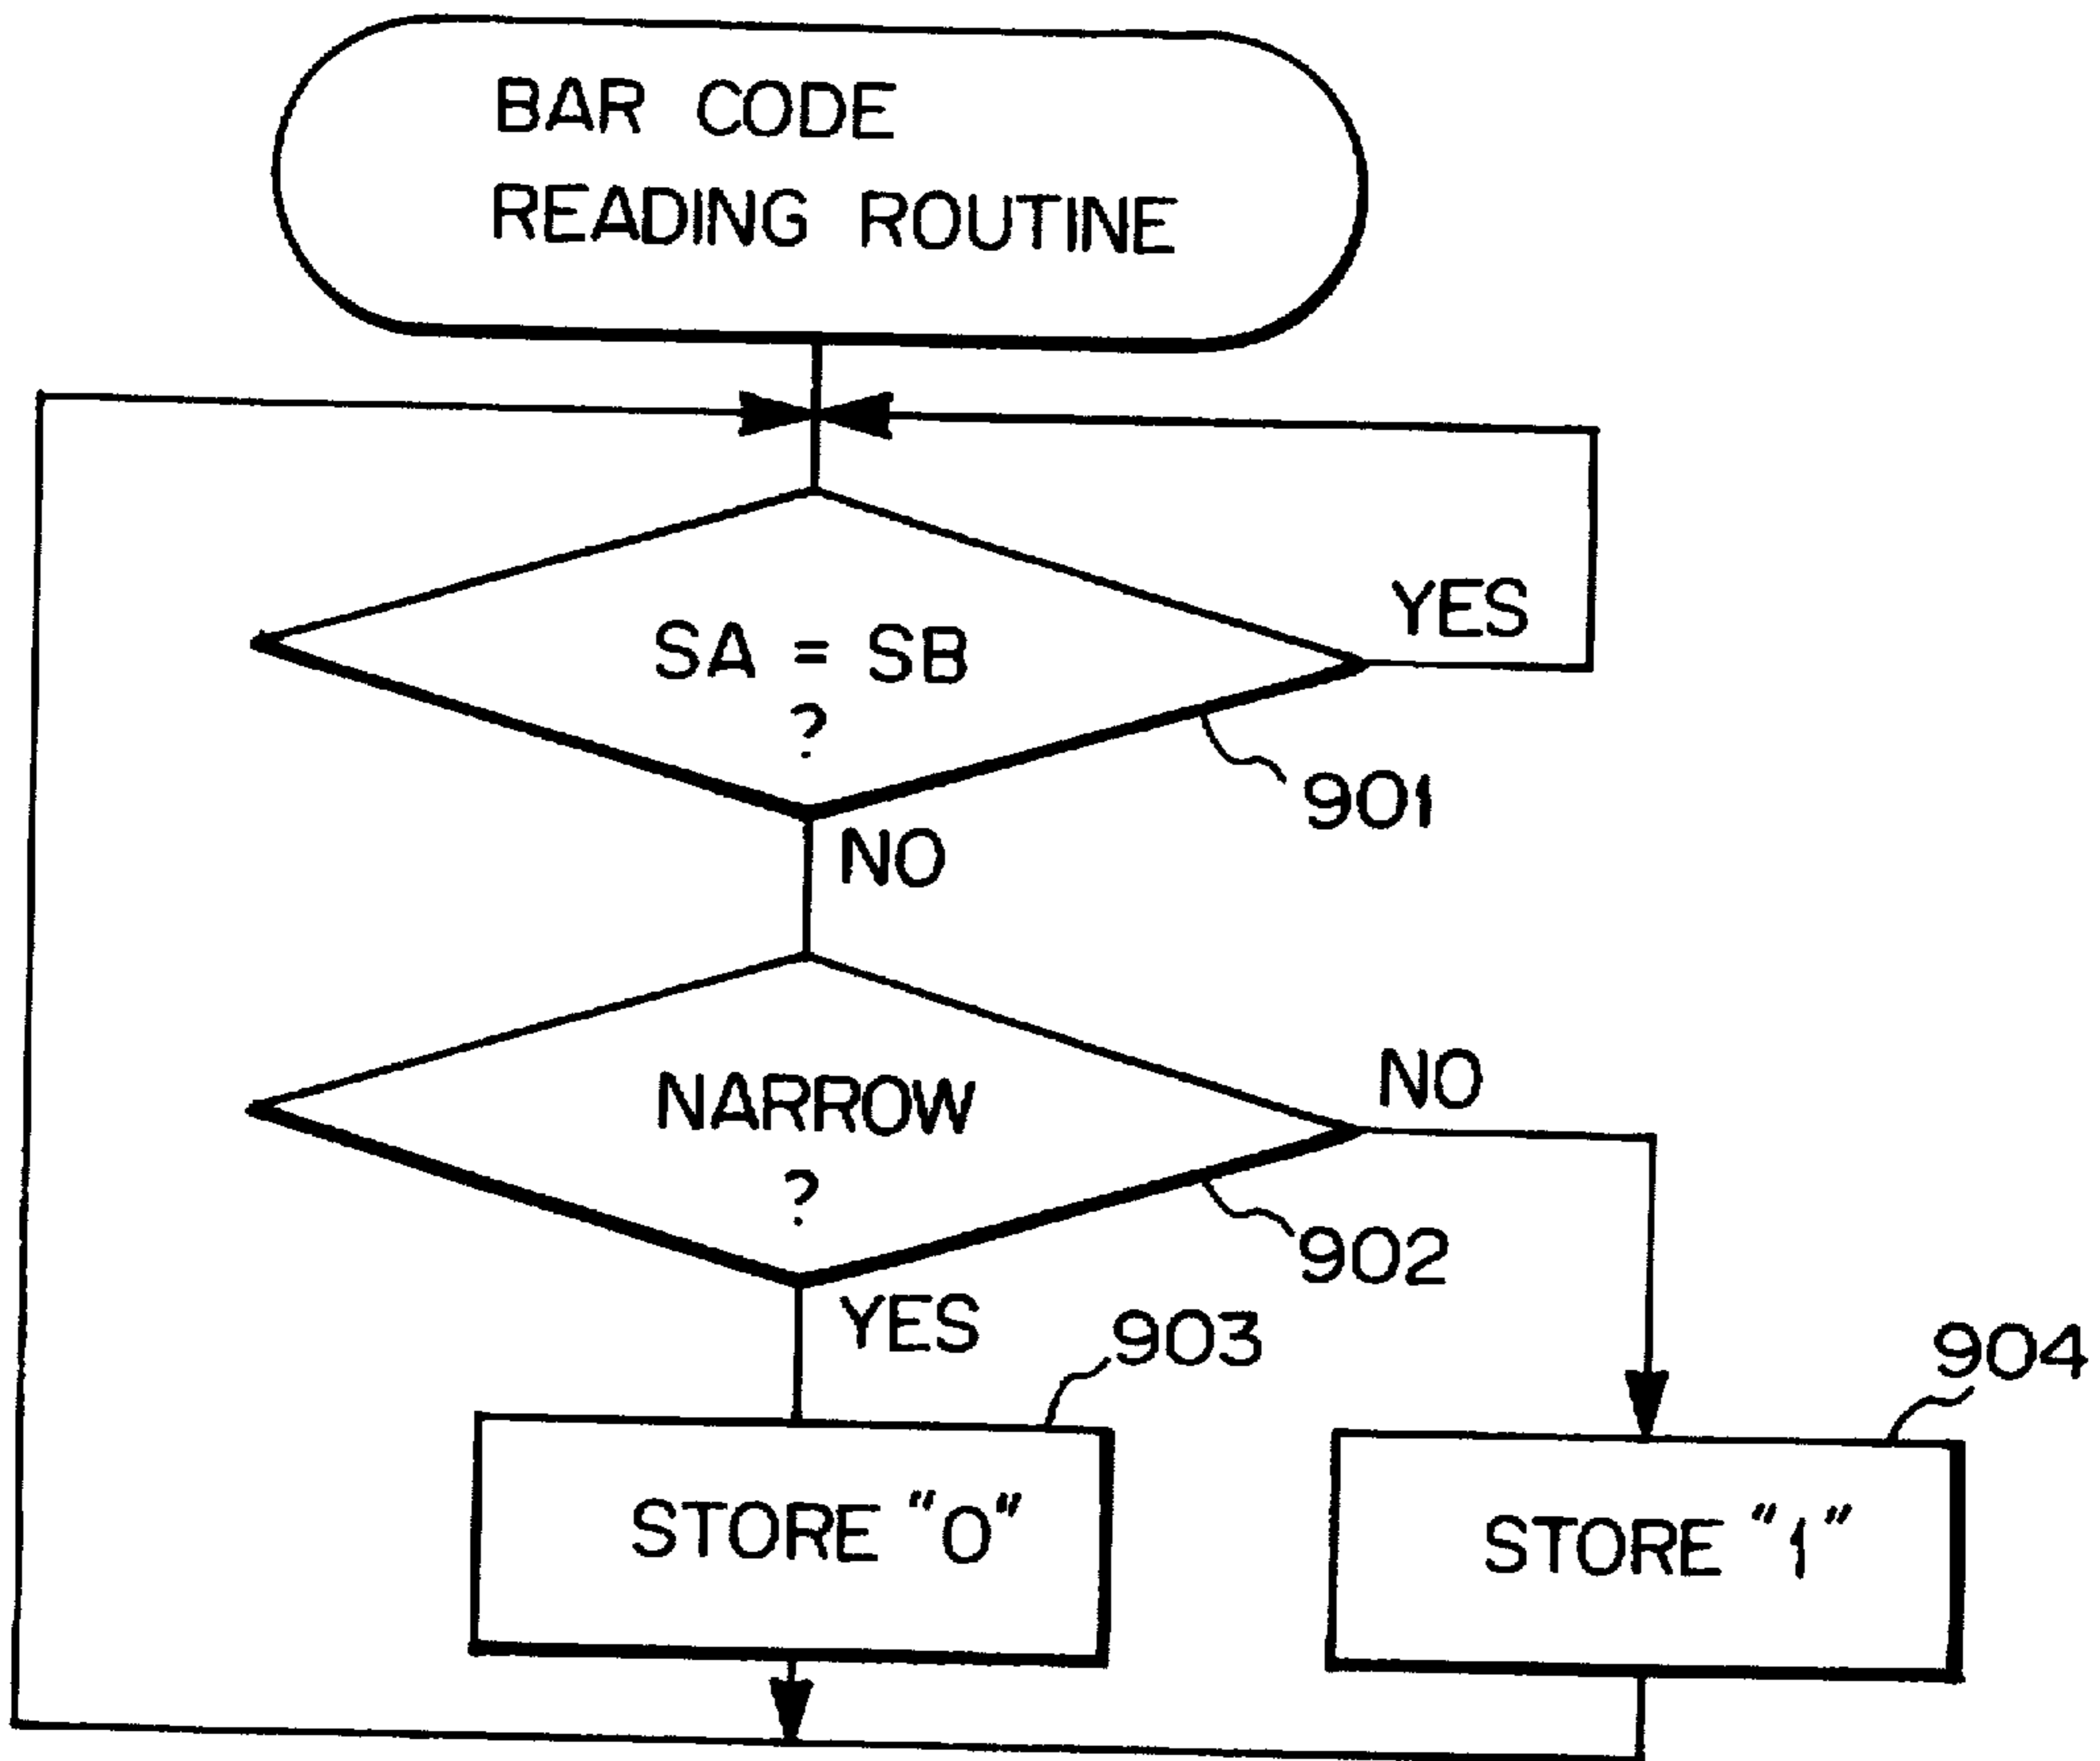 BAR CODE
READING ROUTINE
SA = SB
?
YES
901
NO
NARROW
?
NO
902
YES
903
904
STORE "0"
STORE "1"